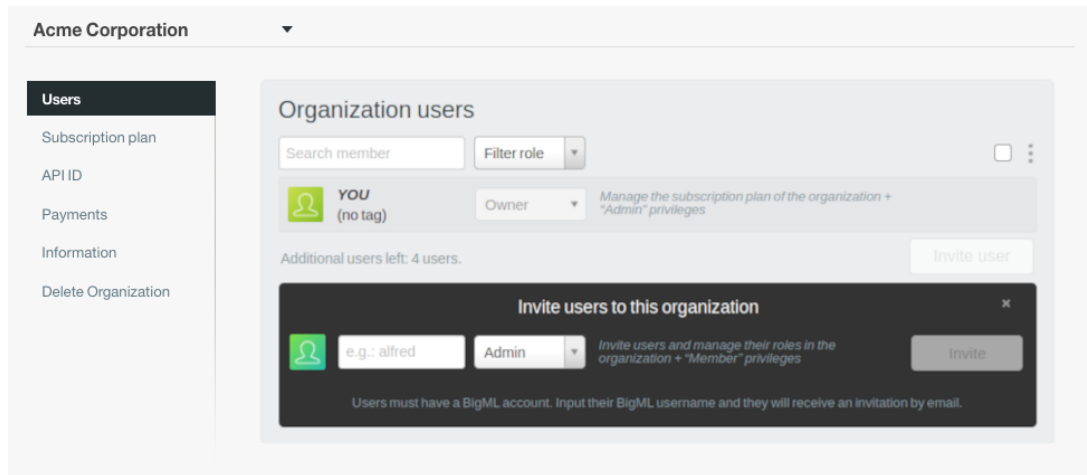 Acme Corporation
Users
Subscription plan
API ID
Payments
Information
Delete Organization
Organization users
Search member
Filter role
YOU
(no tag)
Owner
Manage the subscription plan of the organization +
“Admin” privileges
Additional users left: 4 users.
Invite user
Invite users to this organization
×
e.g.: alfred
Admin
Invite users and manage their roles in the
organization + “Member” privileges
Invite
Users must have a BigML account. Input their BigML username and they will receive an invitation by email.